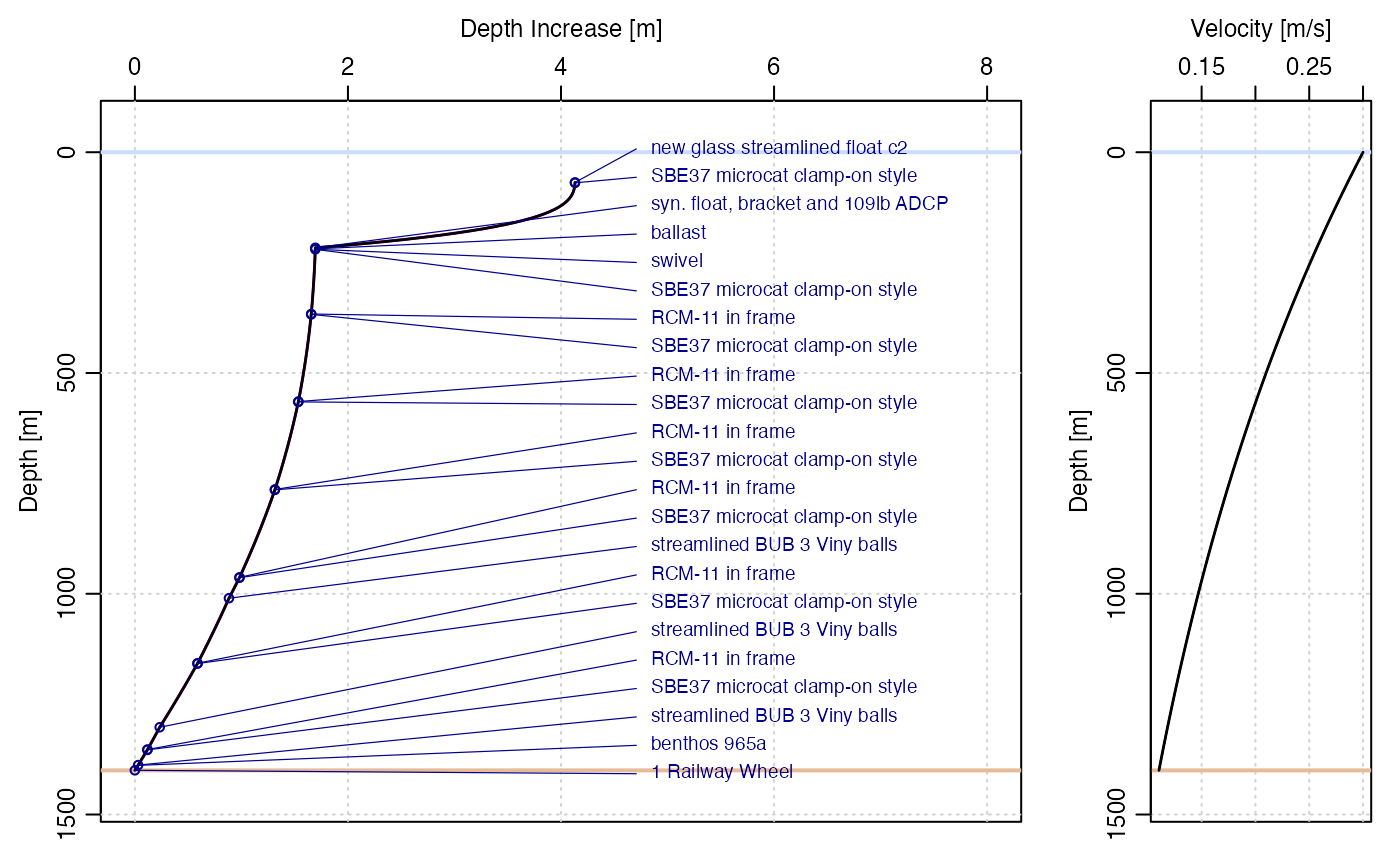 Depth Increase [m]
0 2 4 6 8
Depth [m]
0
500
1000
1500
new glass streamlined float c2
SBE37 microcat clamp-on style
syn. float, bracket and 109lb ADCP
ballast
swivel
SBE37 microcat clamp-on style
RCM-11 in frame
SBE37 microcat clamp-on style
RCM-11 in frame
SBE37 microcat clamp-on style
RCM-11 in frame
SBE37 microcat clamp-on style
RCM-11 in frame
SBE37 microcat clamp-on style
streamlined BUB 3 Viny balls
RCM-11 in frame
SBE37 microcat clamp-on style
streamlined BUB 3 Viny balls
RCM-11 in frame
SBE37 microcat clamp-on style
streamlined BUB 3 Viny balls
benthos 965a
1 Railway Wheel
Velocity [m/s]
0.15 0.25
Depth [m]
0
500
1000
1500